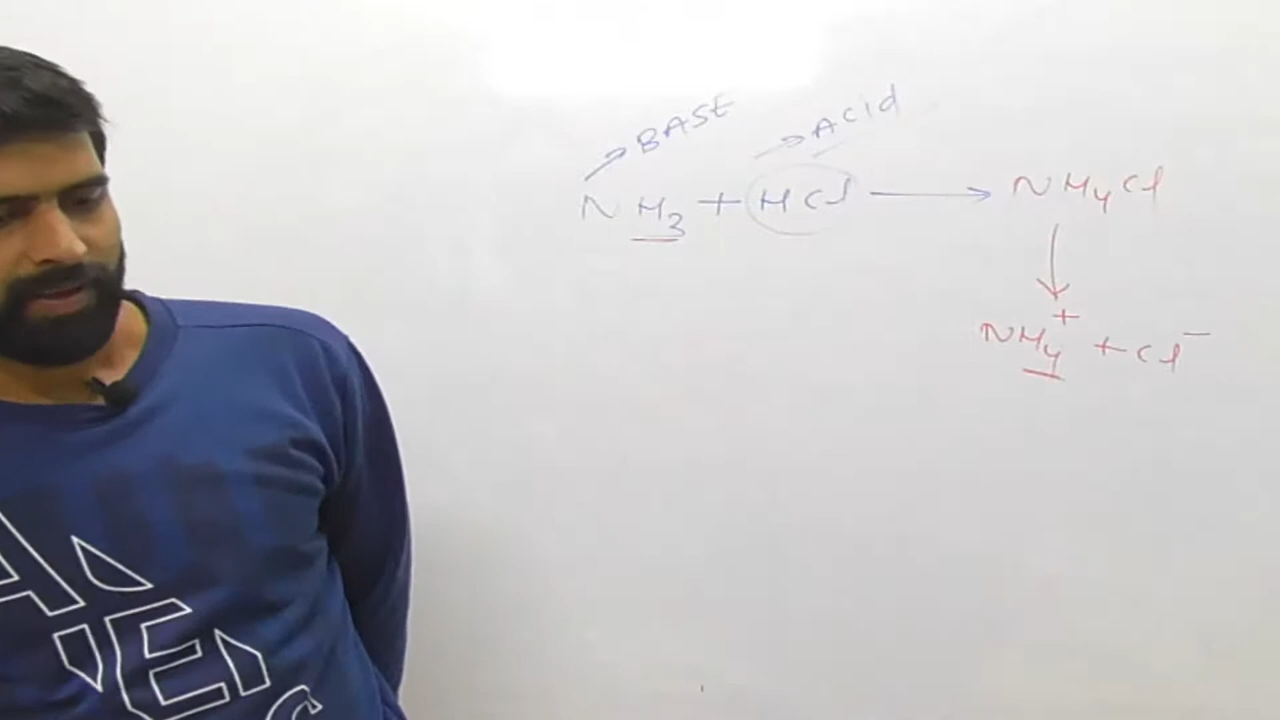 BASE
Acid
NH3 + HCl → NH4Cl
↓
NH4+ + Cl-